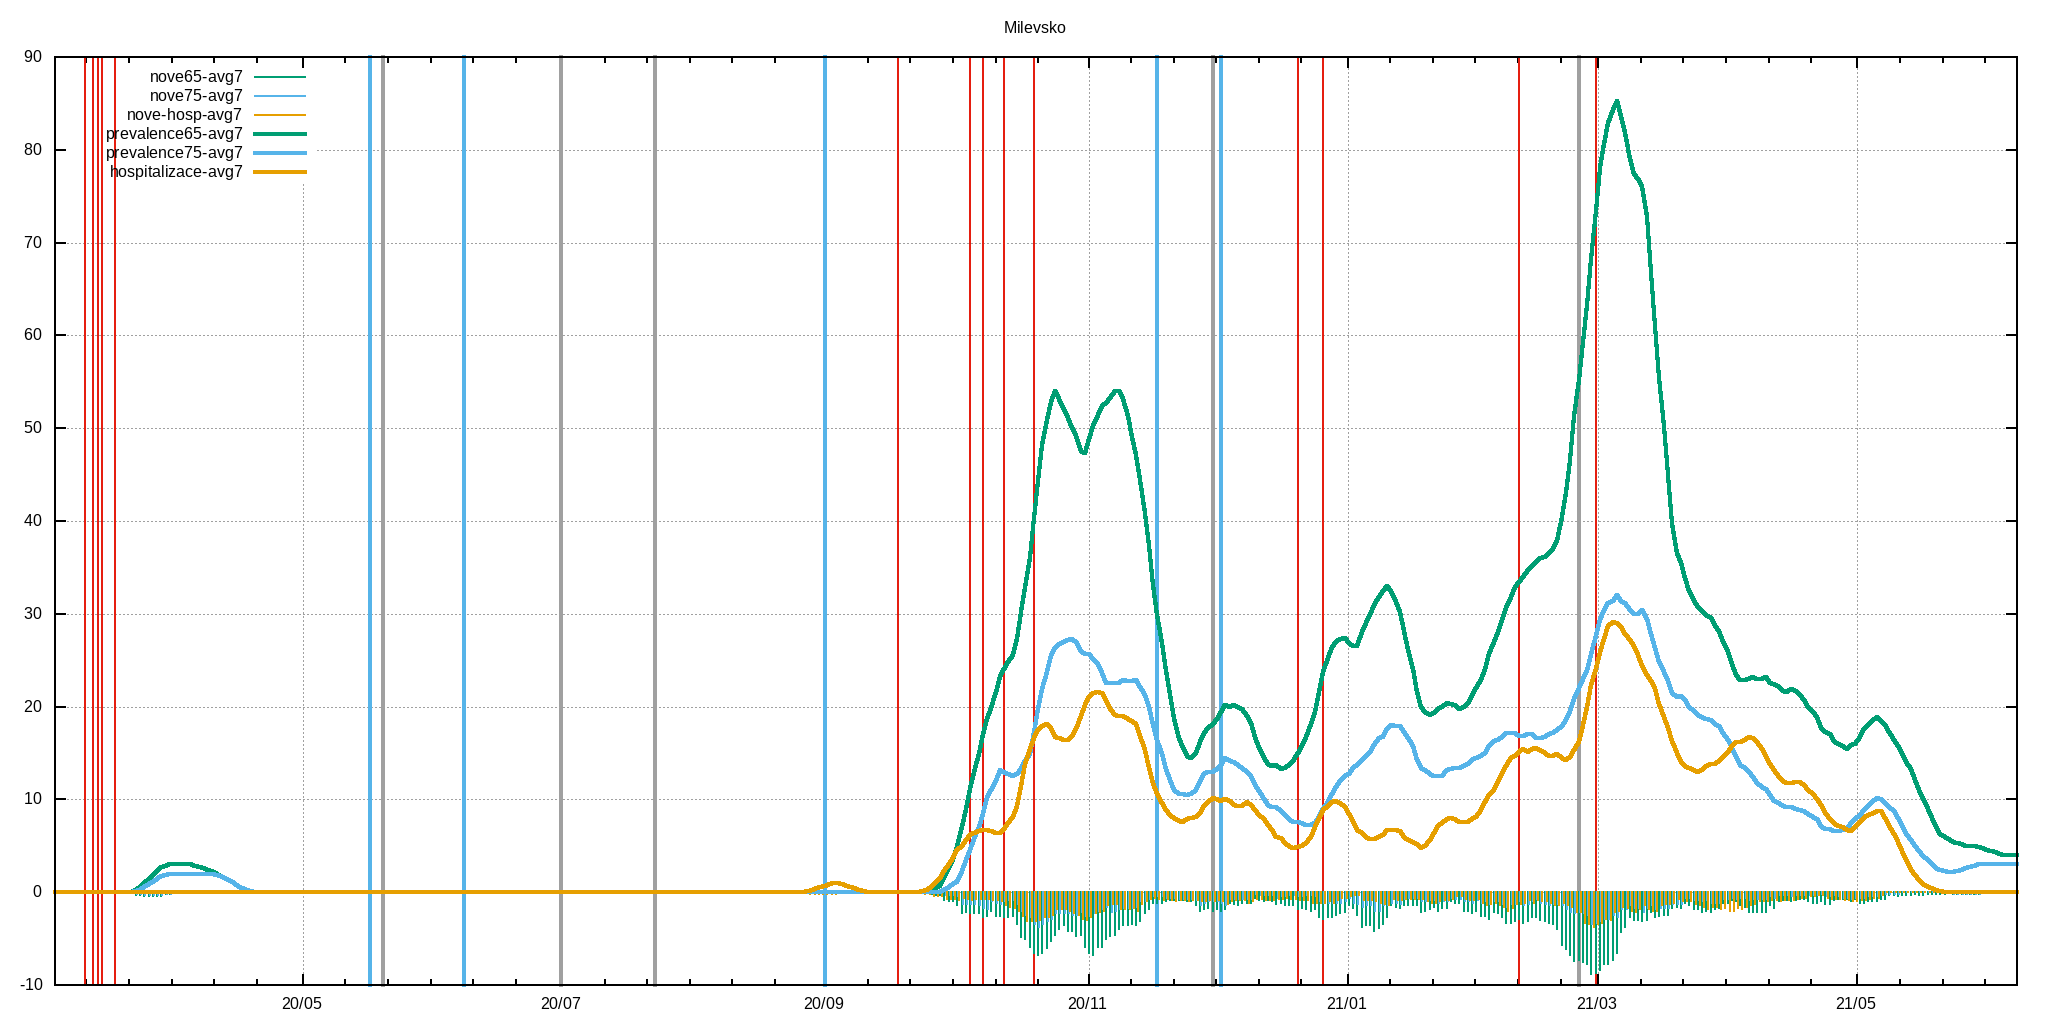 Milevsko
90
nove65-avg7
nove75-avg7
nove-hosp-avg7
prevalence65-avg7
prevalence75-avg7
hospitalizace-avg7
80
70
60
50
40
30
20
10
0
-10
20/05 20/07 20/09 20/11 21/01 21/03 21/05